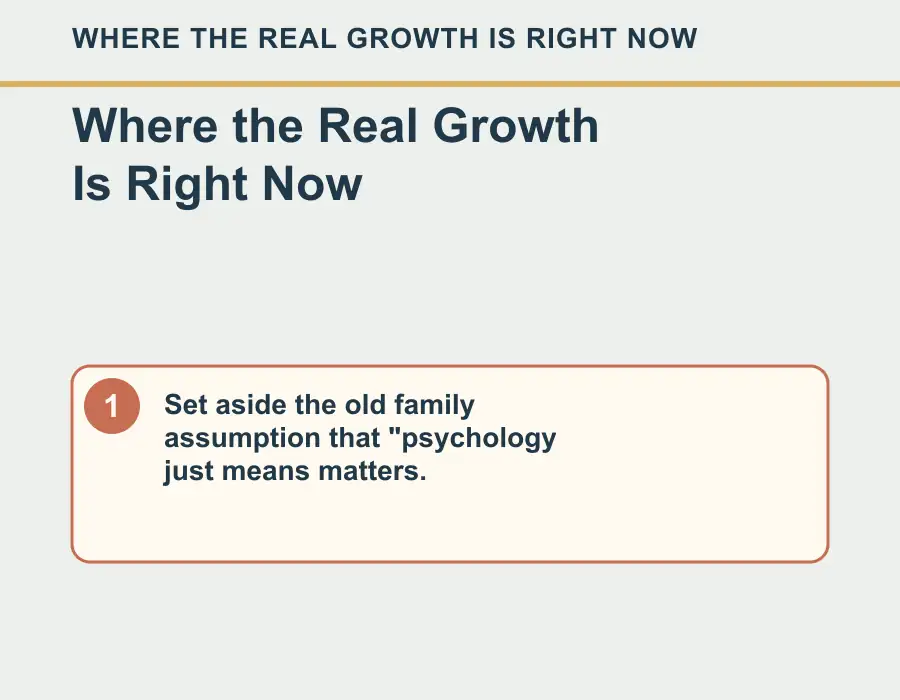 WHERE THE REAL GROWTH IS RIGHT NOW
Where the Real Growth
Is Right Now
1
Set aside the old family
assumption that "psychology
just means matters.